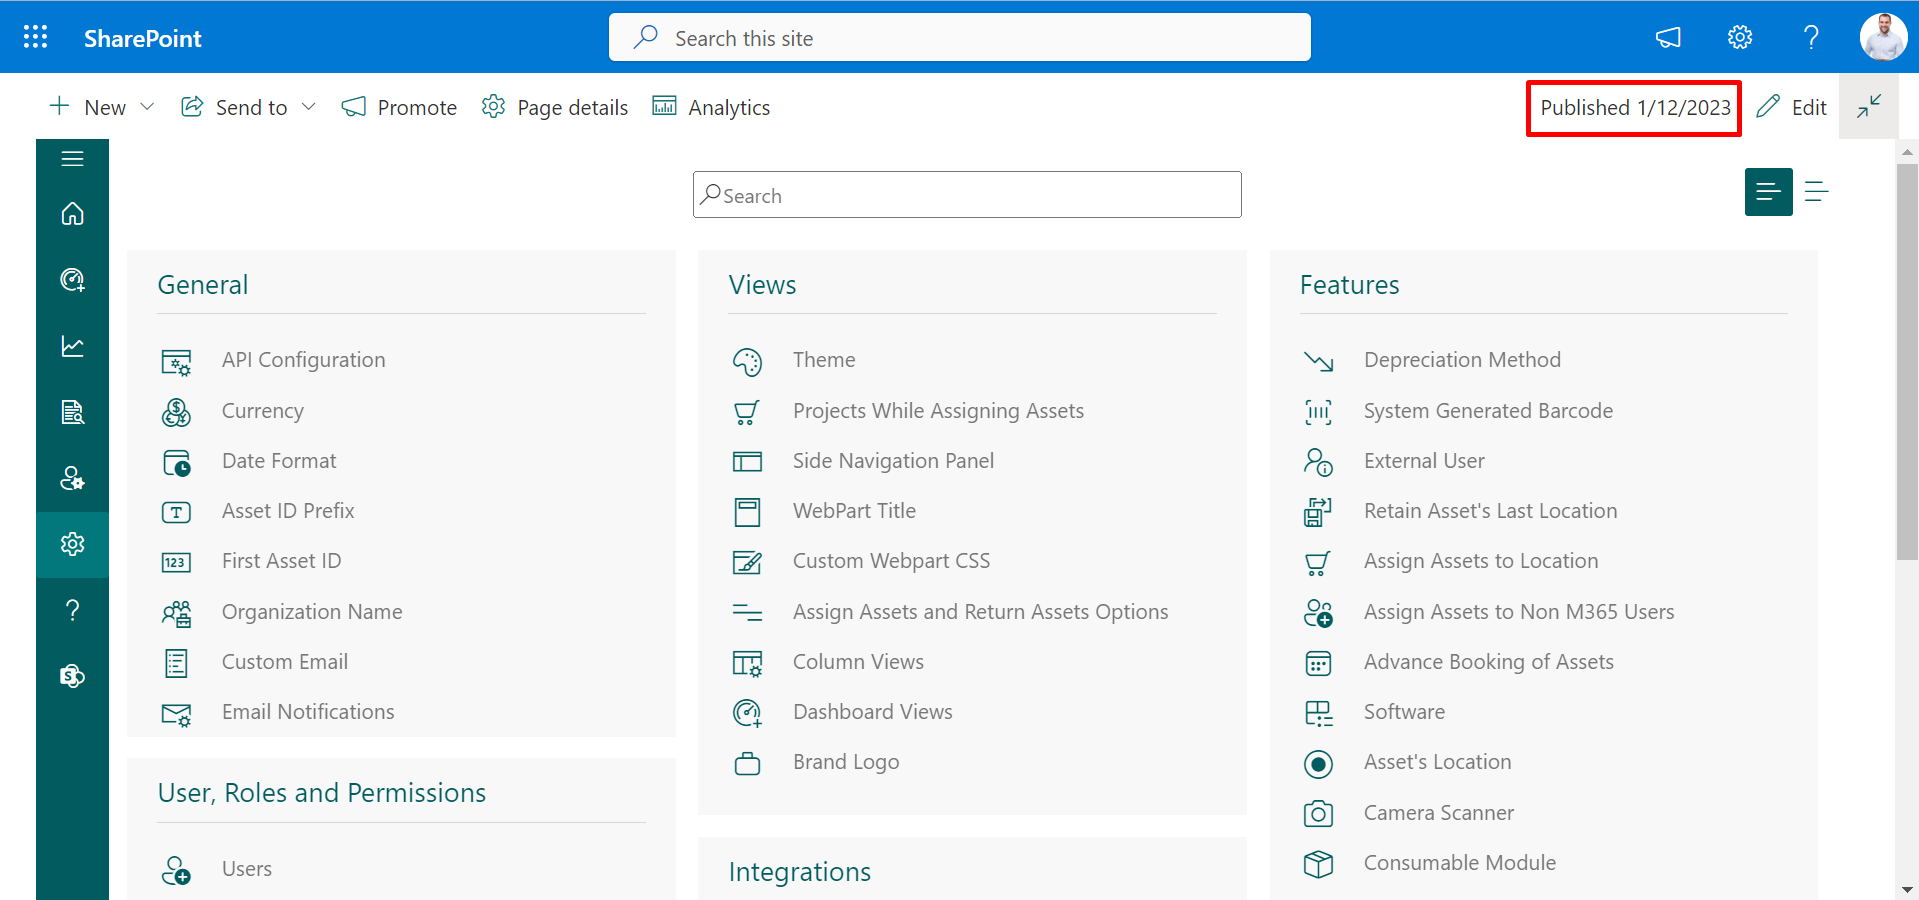 SharePoint
Search this site
New
Send to
Promote
Page details
Analytics
Published 1/12/2023
Edit
Search
General
API Configuration
Currency
Date Format
Asset ID Prefix
First Asset ID
Organization Name
Custom Email
Email Notifications
User, Roles and Permissions
Users
Views
Theme
Projects While Assigning Assets
Side Navigation Panel
WebPart Title
Custom Webpart CSS
Assign Assets and Return Assets Options
Column Views
Dashboard Views
Brand Logo
Integrations
Features
Depreciation Method
System Generated Barcode
External User
Retain Asset's Last Location
Assign Assets to Location
Assign Assets to Non M365 Users
Advance Booking of Assets
Software
Asset's Location
Camera Scanner
Consumable Module